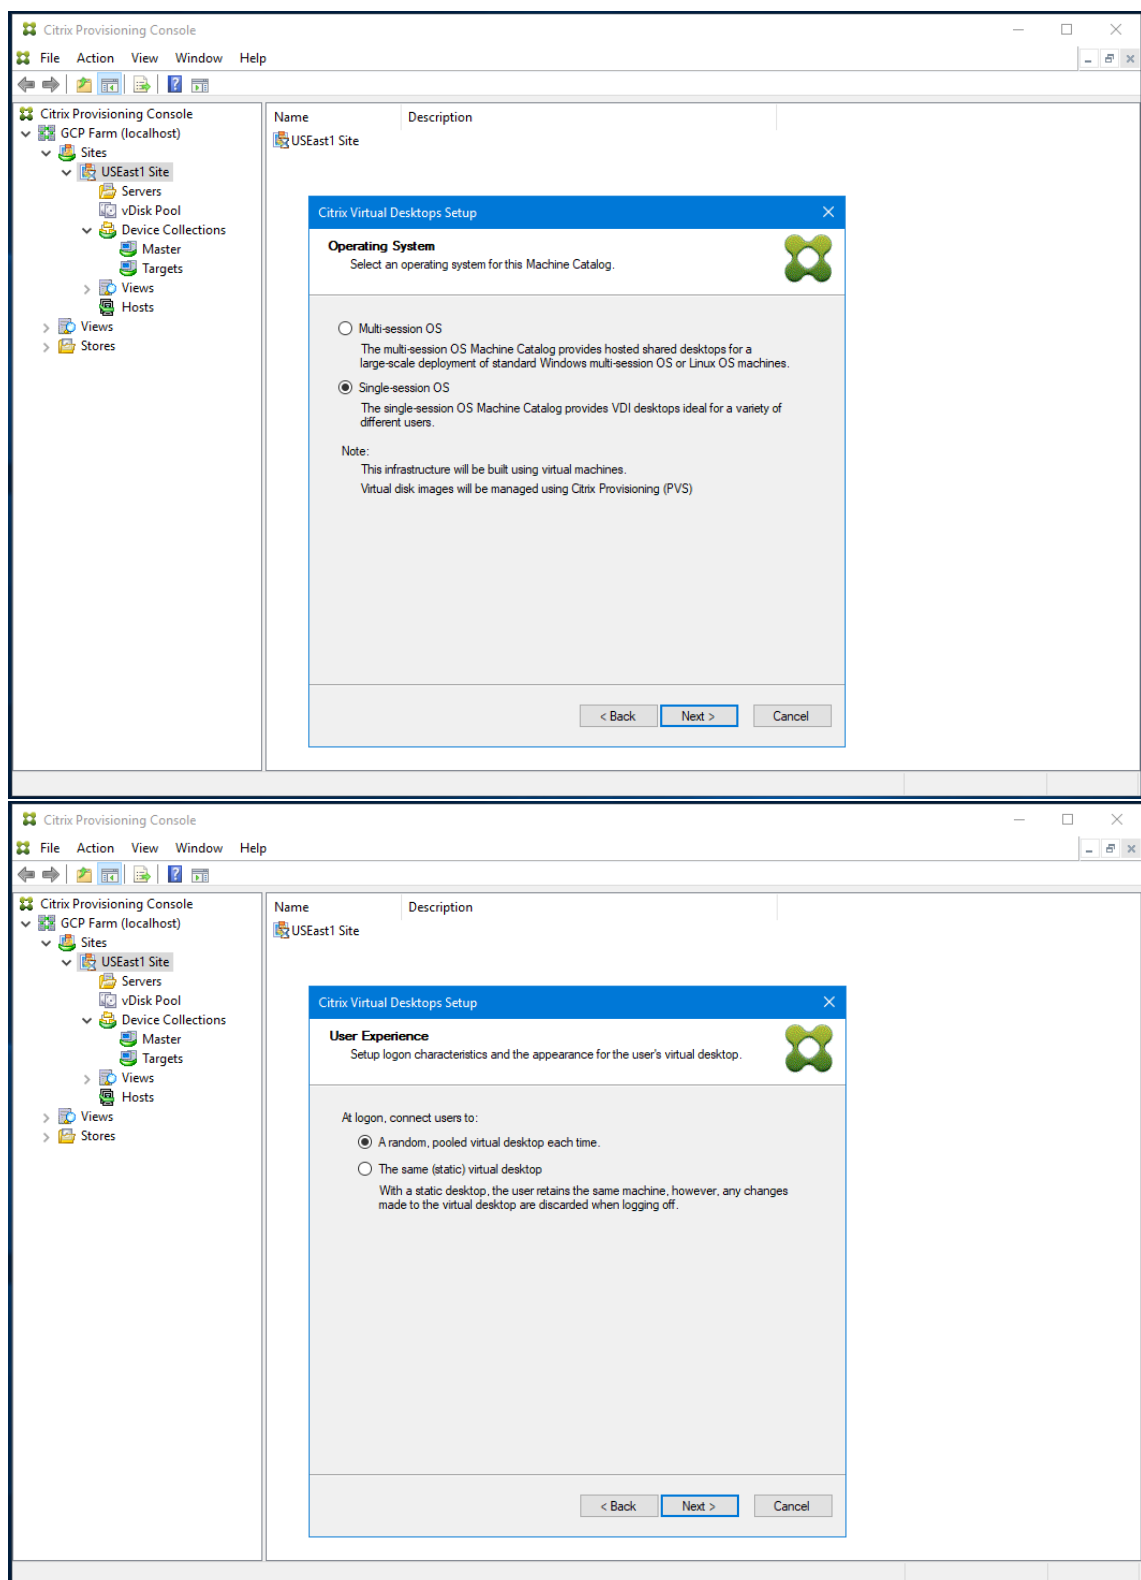 Citrix Provisioning Console
File Action View Window Help
Citrix Provisioning Console
GCP Farm (localhost)
Sites
USEast1 Site
Servers
vDisk Pool
Device Collections
Master
Targets
Views
Hosts
Views
Stores
Name Description
USEast1 Site
Citrix Virtual Desktops Setup
Operating System
Select an operating system for this Machine Catalog.
Multi-session OS
The multi-session OS Machine Catalog provides hosted shared desktops for a
large-scale deployment of standard Windows multi-session OS or Linux OS machines.
Single-session OS
The single-session OS Machine Catalog provides VDI desktops ideal for a variety of
different users.
Note:
This infrastructure will be built using virtual machines.
Virtual disk images will be managed using Citrix Provisioning (PVS)
< Back Next > Cancel
Citrix Provisioning Console
File Action View Window Help
Citrix Provisioning Console
GCP Farm (localhost)
Sites
USEast1 Site
Servers
vDisk Pool
Device Collections
Master
Targets
Views
Hosts
Views
Stores
Name Description
USEast1 Site
Citrix Virtual Desktops Setup
User Experience
Setup logon characteristics and the appearance for the user's virtual desktop.
At logon, connect users to:
A random, pooled virtual desktop each time.
The same (static) virtual desktop
With a static desktop, the user retains the same machine, however, any changes
made to the virtual desktop are discarded when logging off.
< Back Next > Cancel